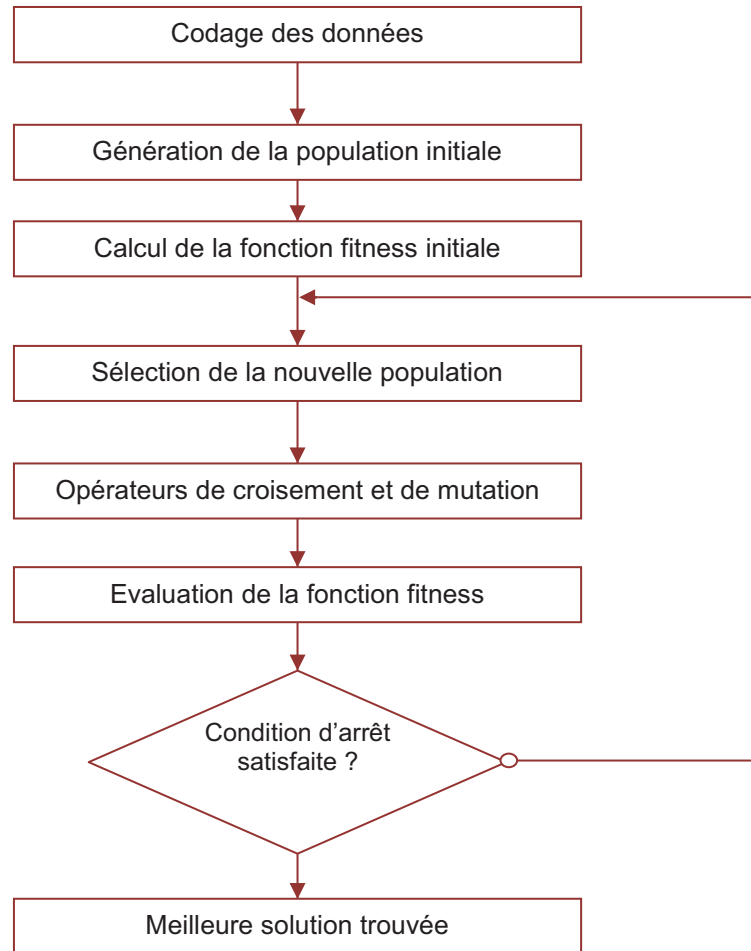 Codage des données
Génération de la population initiale
Calcul de la fonction fitness initiale
Sélection de la nouvelle population
Opérateurs de croisement et de mutation
Evaluation de la fonction fitness
Condition d’arrêt
satisfaite ?
Meilleure solution trouvée